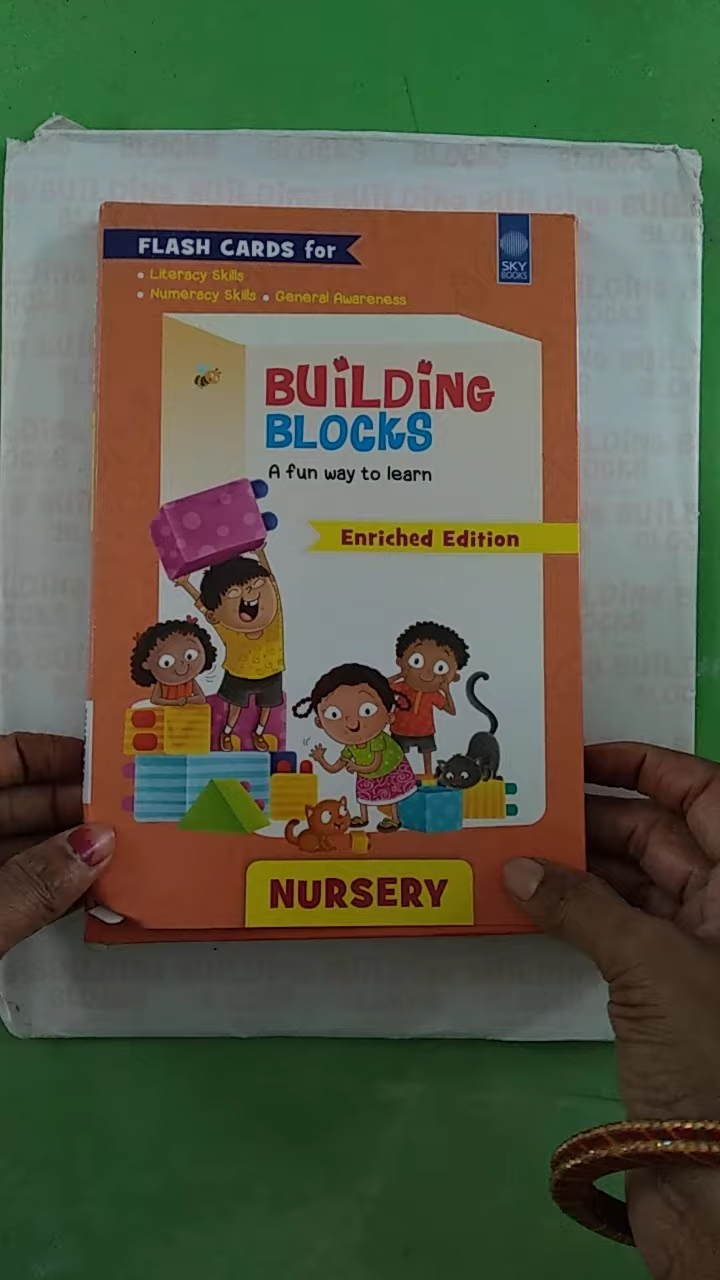 FLASH CARDS for
• Literacy Skills
• Numeracy Skills • General Awareness
SKY
BOOKS
BUiLDiNG
BLOCKS
A fun way to learn
Enriched Edition
NURSERY